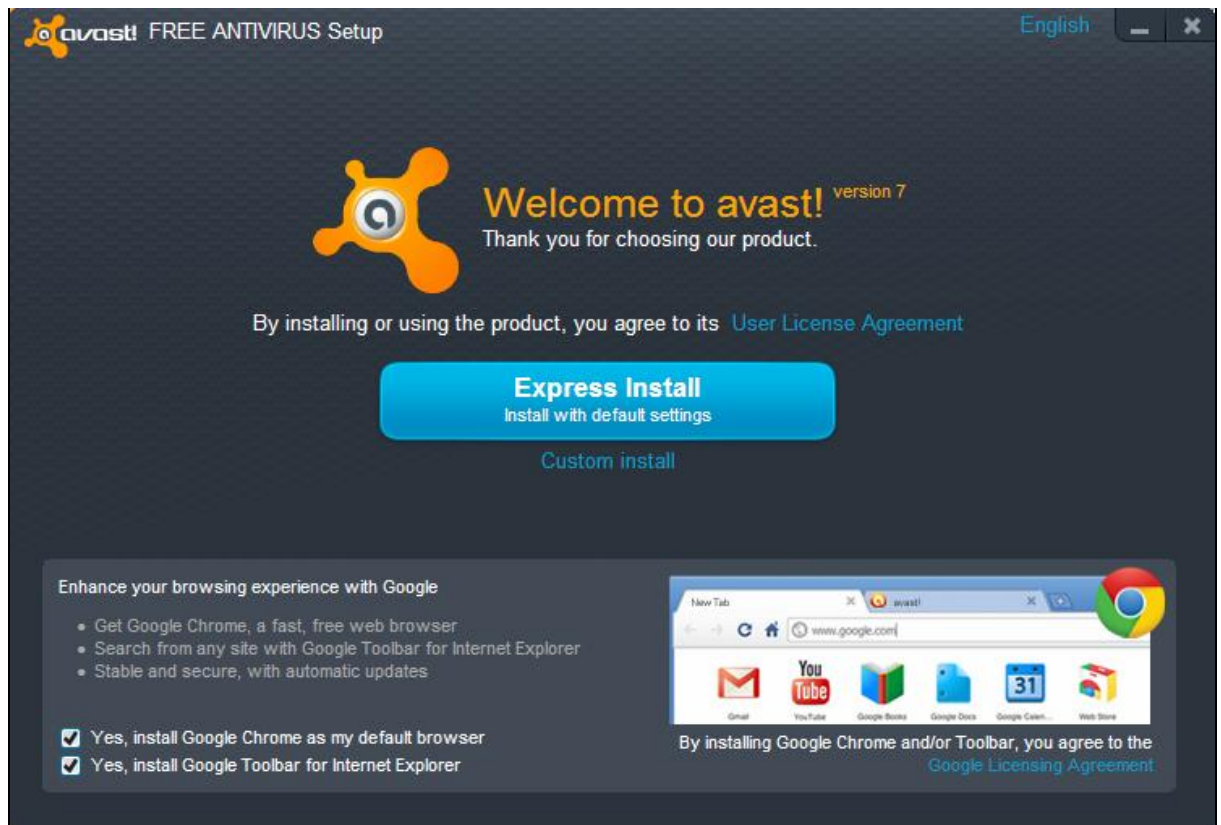 avast! FREE ANTIVIRUS Setup
English
Welcome to avast! version 7
Thank you for choosing our product.
By installing or using the product, you agree to its User License Agreement
Express Install
Install with default settings
Custom install
Enhance your browsing experience with Google
• Get Google Chrome, a fast, free web browser
• Search from any site with Google Toolbar for Internet Explorer
• Stable and secure, with automatic updates
Yes, install Google Chrome as my default browser
Yes, install Google Toolbar for Internet Explorer
New Tab
avast!
www.google.com
You
Tube
31
Gmail YouTube Google Books Google Docs Google Calen... Web Store
By installing Google Chrome and/or Toolbar, you agree to the
Google Licensing Agreement